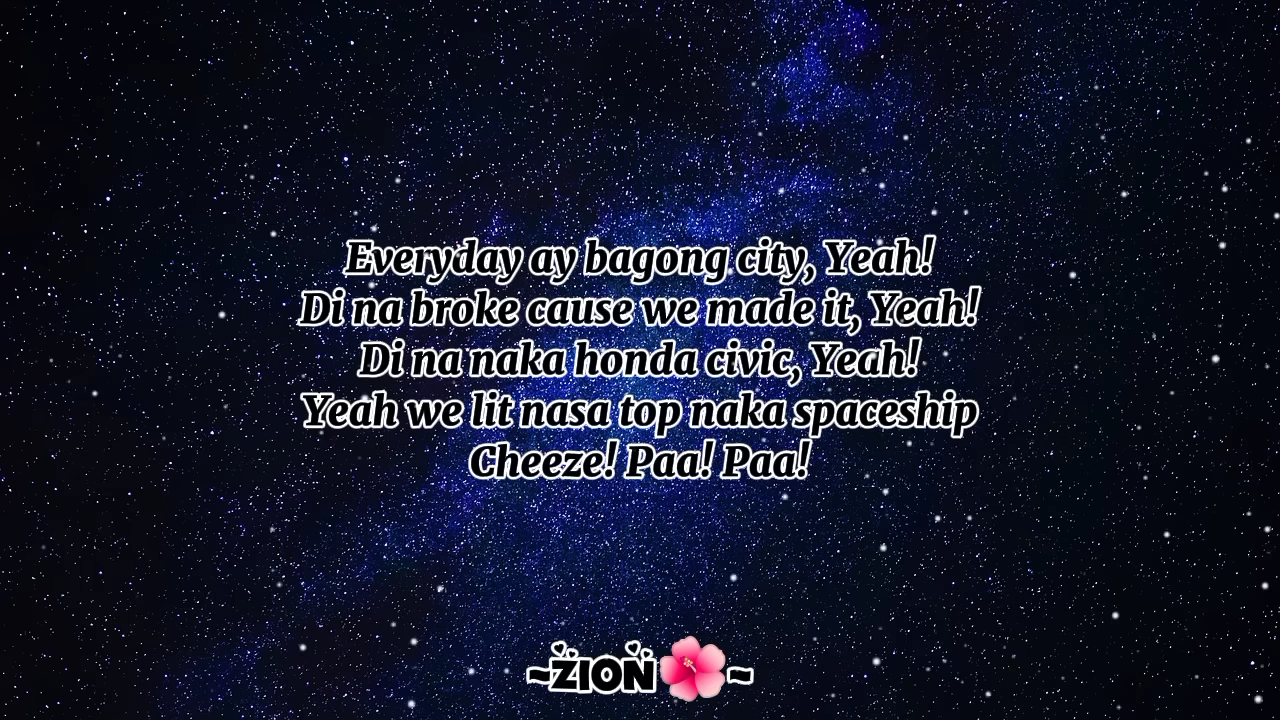 Everyday ay bagong city, Yeah!
Di na broke cause we made it, Yeah!
Di na naka honda civic, Yeah!
Yeah we lit nasa top naka spaceship
Cheeze! Paa! Paa!
~ZION🌺~